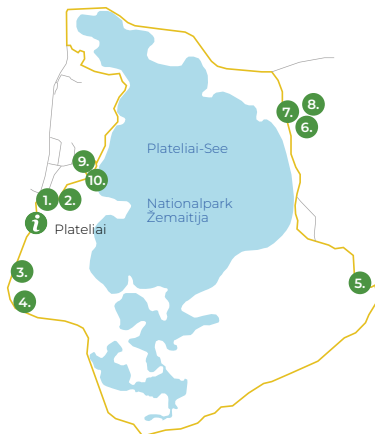 8.
7.
6.
Plateliai-See
9.
10.
Nationalpark
Žemaitija
1.
2.
i
Plateliai
3.
5.
4.